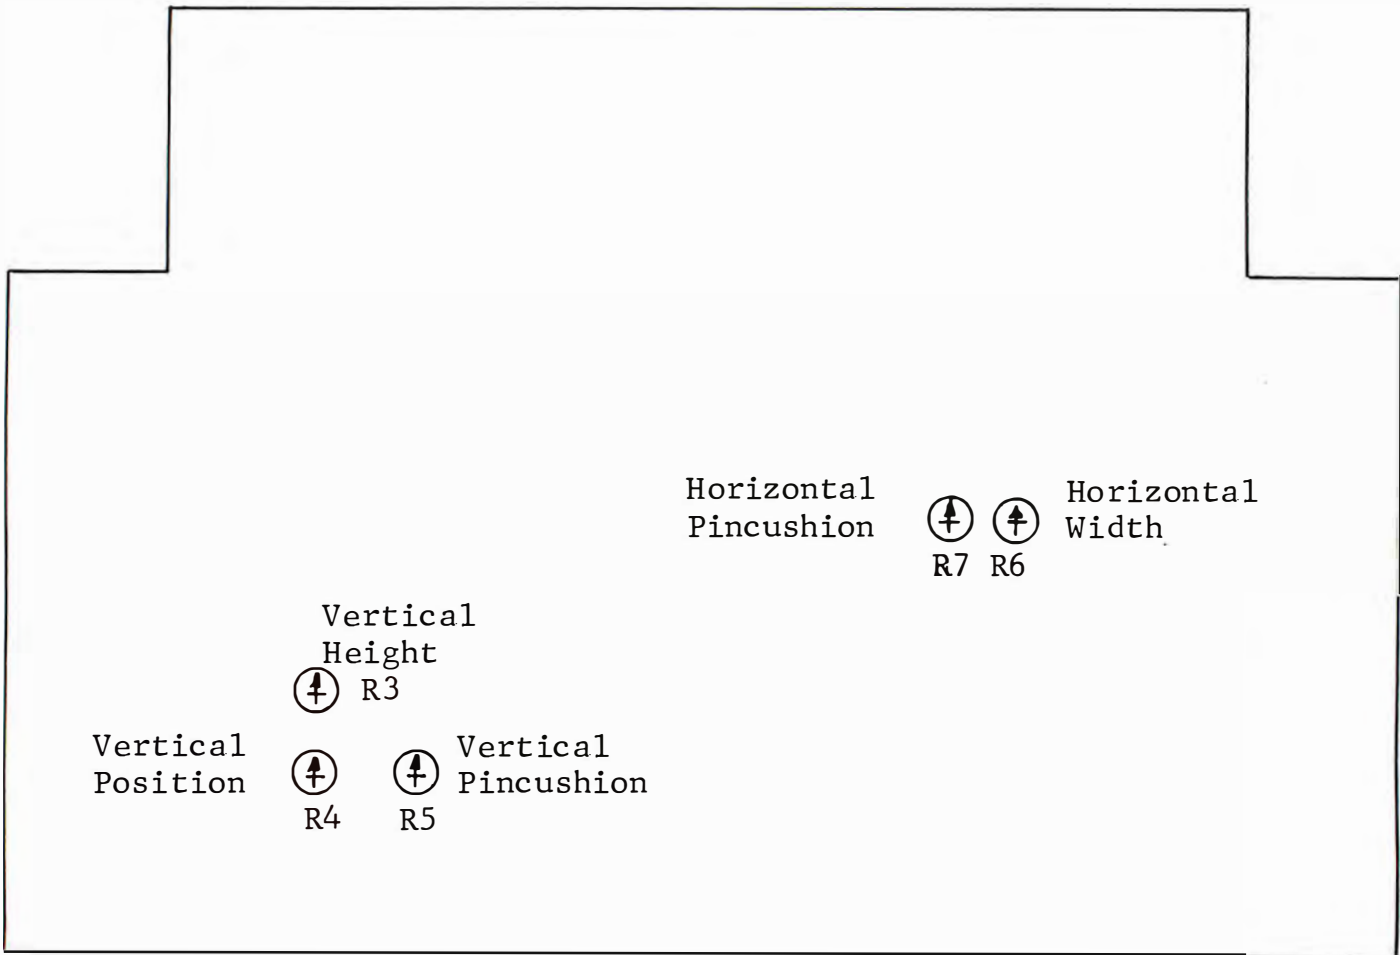 Horizontal
Pincushion
Horizontal
Width
R7 R6
Vertical
Height
R3
Vertical
Position
Vertical
Pincushion
R4 R5